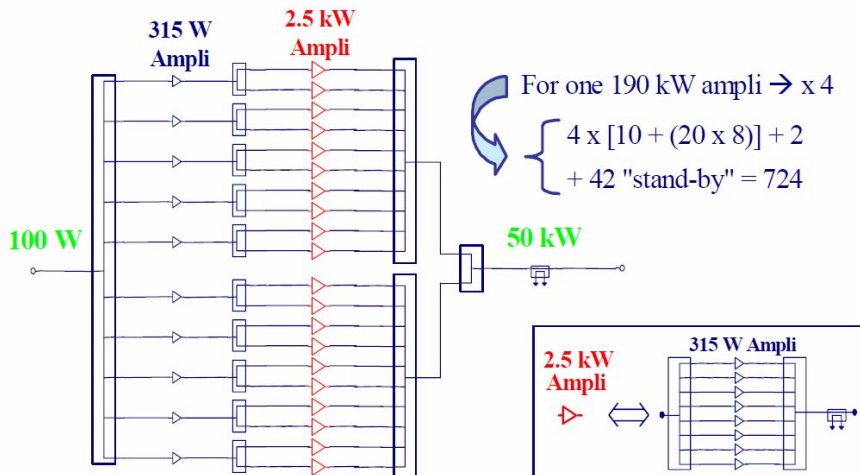 315 W
Ampli
2.5 kW
Ampli
For one 190 kW ampli → x 4
4 x [10 + (20 x 8)] + 2
+ 42 "stand-by" = 724
100 W
50 kW
2.5 kW
Ampli
315 W Ampli